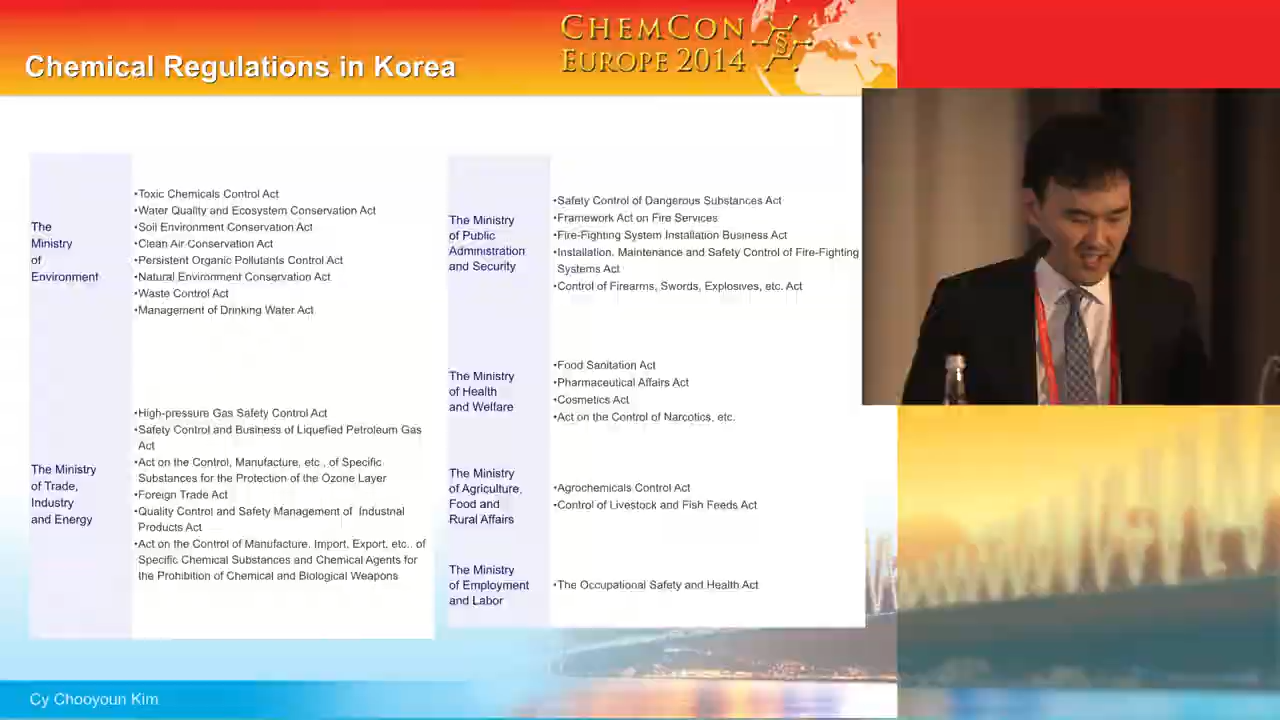 CHEMCON
EUROPE 2014
§
Chemical Regulations in Korea
The
Ministry
of
Environment
•Toxic Chemicals Control Act
•Water Quality and Ecosystem Conservation Act
•Soil Environment Conservation Act
•Clean Air Conservation Act
•Persistent Organic Pollutants Control Act
•Natural Environment Conservation Act
•Waste Control Act
•Management of Drinking Water Act
The Ministry
of Trade,
Industry
and Energy
•High-pressure Gas Safety Control Act
•Safety Control and Business of Liquefied Petroleum Gas
Act
•Act on the Control, Manufacture, etc., of Specific
Substances for the Protection of the Ozone Layer
•Foreign Trade Act
•Quality Control and Safety Management of Industrial
Products Act
•Act on the Control of Manufacture, Import, Export, etc., of
Specific Chemical Substances and Chemical Agents for
the Prohibition of Chemical and Biological Weapons
The Ministry
of Public
Administration
and Security
•Safety Control of Dangerous Substances Act
•Framework Act on Fire Services
•Fire-Fighting System Installation Business Act
•Installation, Maintenance and Safety Control of Fire-Fighting
Systems Act
•Control of Firearms, Swords, Explosives, etc. Act
The Ministry
of Health
and Welfare
•Food Sanitation Act
•Pharmaceutical Affairs Act
•Cosmetics Act
•Act on the Control of Narcotics, etc.
The Ministry
of Agriculture,
Food and
Rural Affairs
•Agrochemicals Control Act
•Control of Livestock and Fish Feeds Act
The Ministry
of Employment
and Labor
•The Occupational Safety and Health Act
Cy Chooyoun Kim